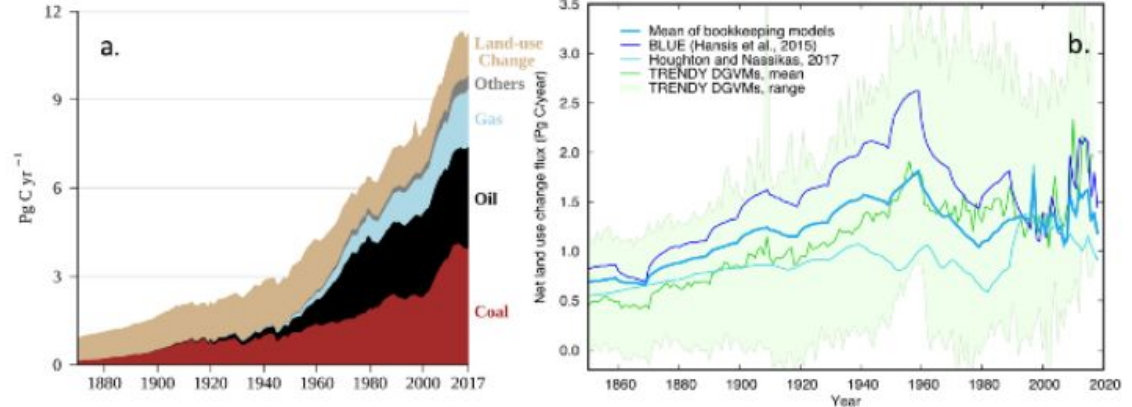 a.
12
9
6
3
0
Pg C yr⁻¹
1880 1900 1920 1940 1960 1980 2000 2017
Land-use
Change
Others
Gas
Oil
Coal
b.
3.5
3.0
2.5
2.0
1.5
1.0
0.5
0.0
Net land use change flux (Pg C/year)
Mean of bookkeeping models
BLUE (Hansis et al., 2015)
Houghton and Nassikas, 2017
TRENDY DGVMs, mean
TRENDY DGVMs, range
1860 1880 1900 1920 1940 1960 1980 2000 2020
Year